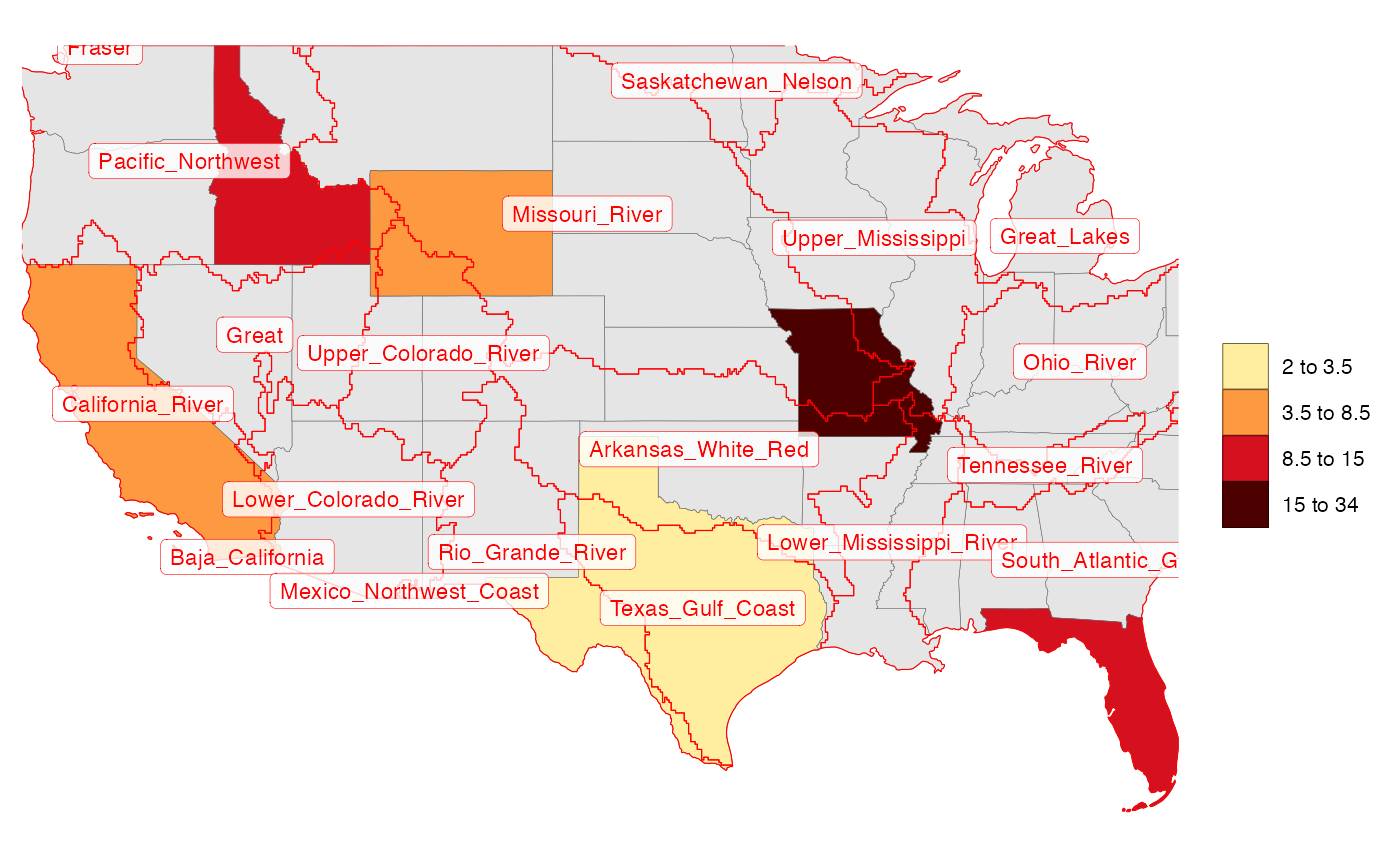 Fraser
Saskatchewan_Nelson
Pacific_Northwest
Missouri_River
Upper_Mississippi
Great_Lakes
Great
Upper_Colorado_River
Ohio_River
California_River
Arkansas_White_Red
Tennessee_River
Lower_Colorado_River
Baja_California
Rio_Grande_River
Lower_Mississippi_River
South_Atlantic_G
Mexico_Northwest_Coast
Texas_Gulf_Coast
2 to 3.5
3.5 to 8.5
8.5 to 15
15 to 34